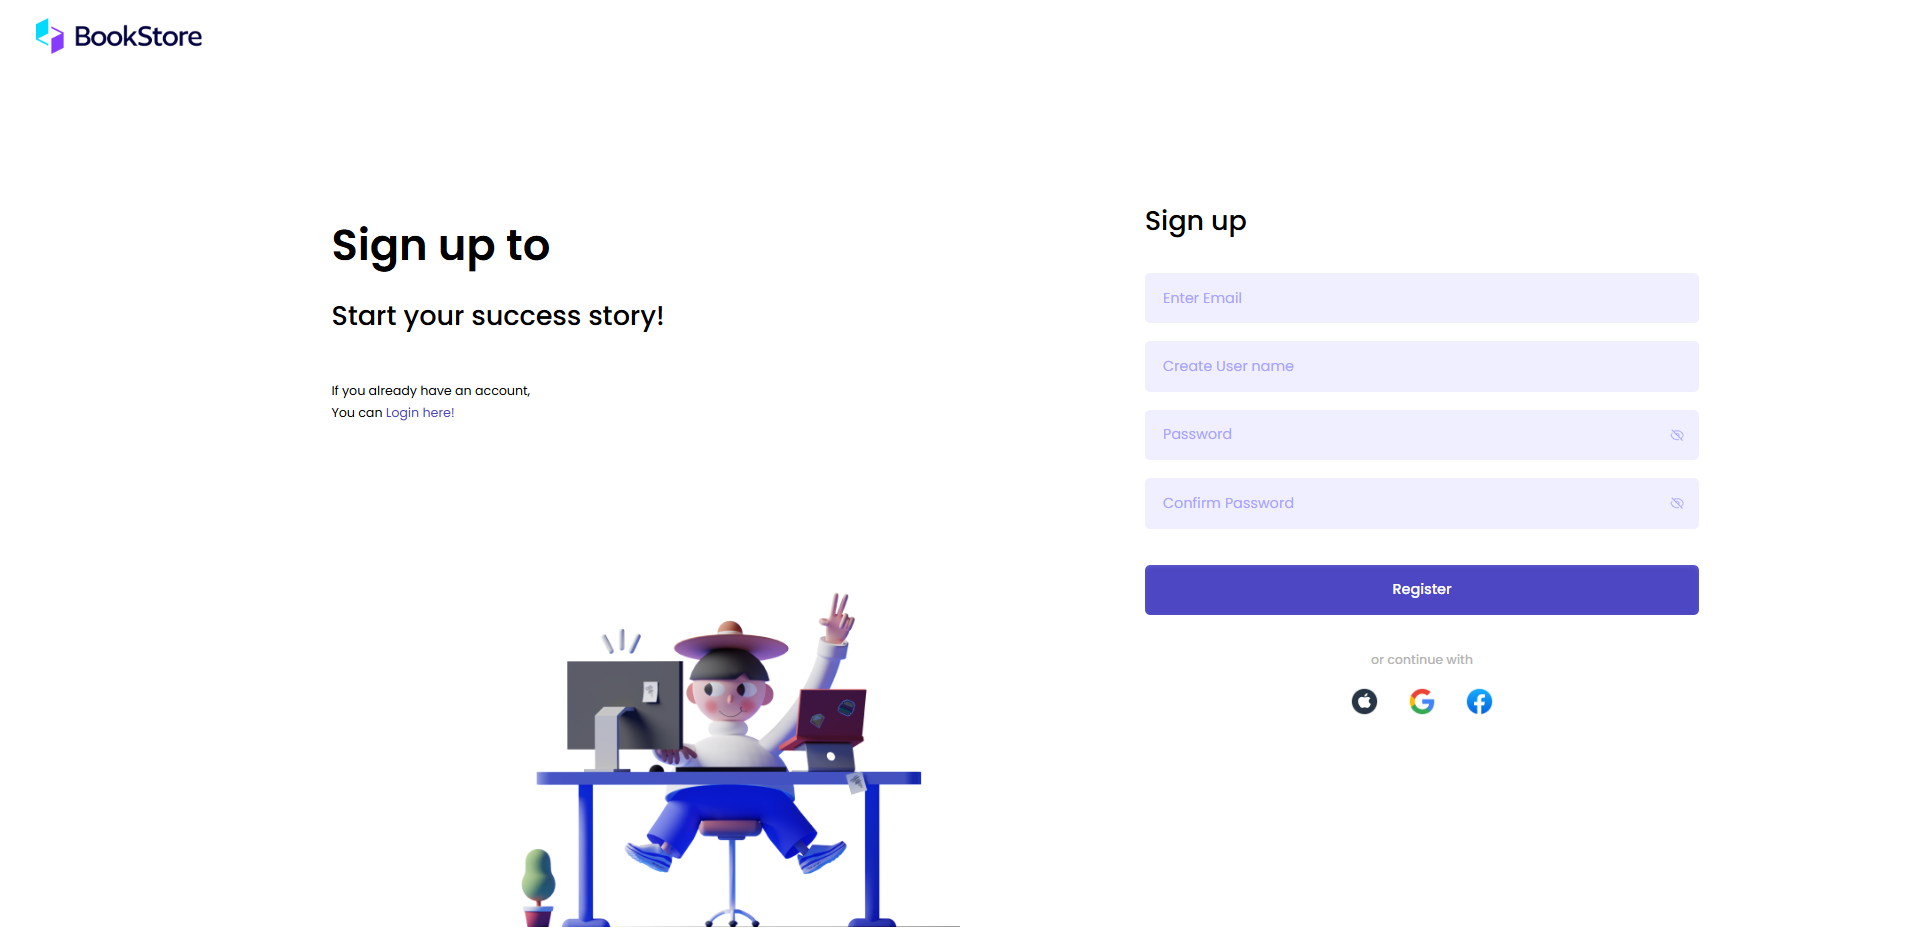 BookStore
Sign up to
Start your success story!
If you already have an account,
You can Login here!
Sign up
Enter Email
Create User name
Password
Confirm Password
Register
or continue with